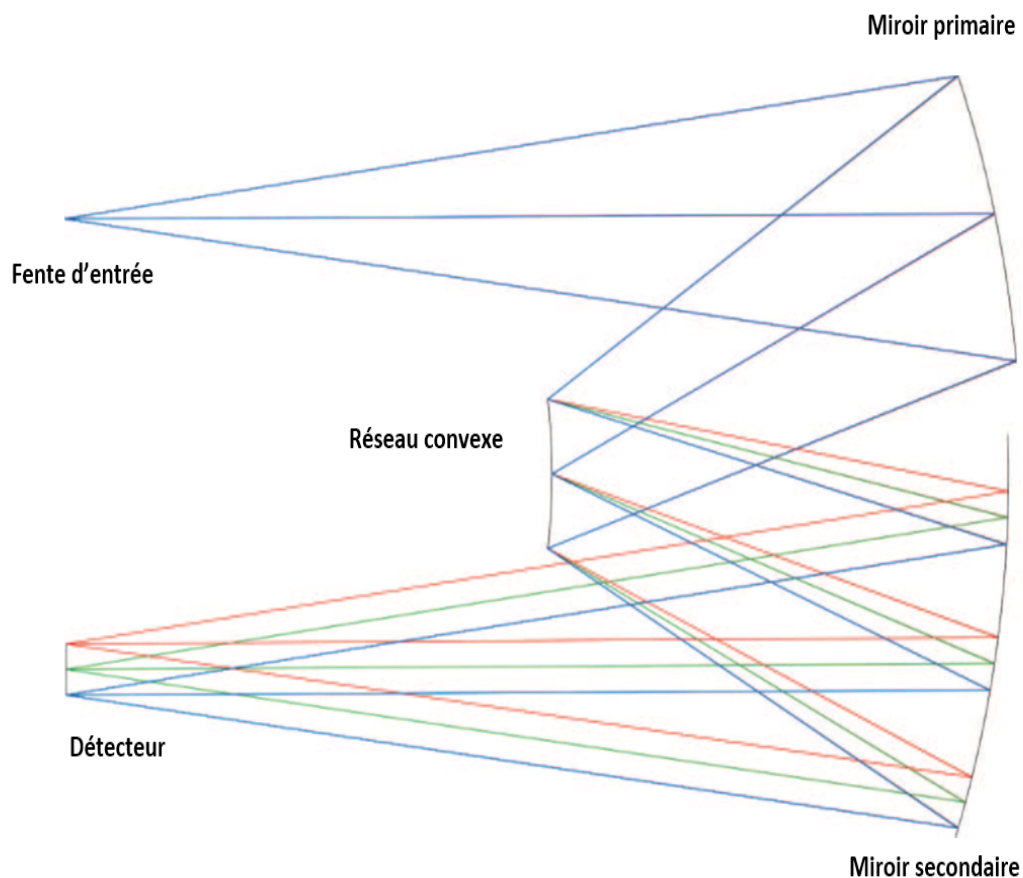 Miroir primaire
Fente d’entrée
Réseau convexe
Détecteur
Miroir secondaire